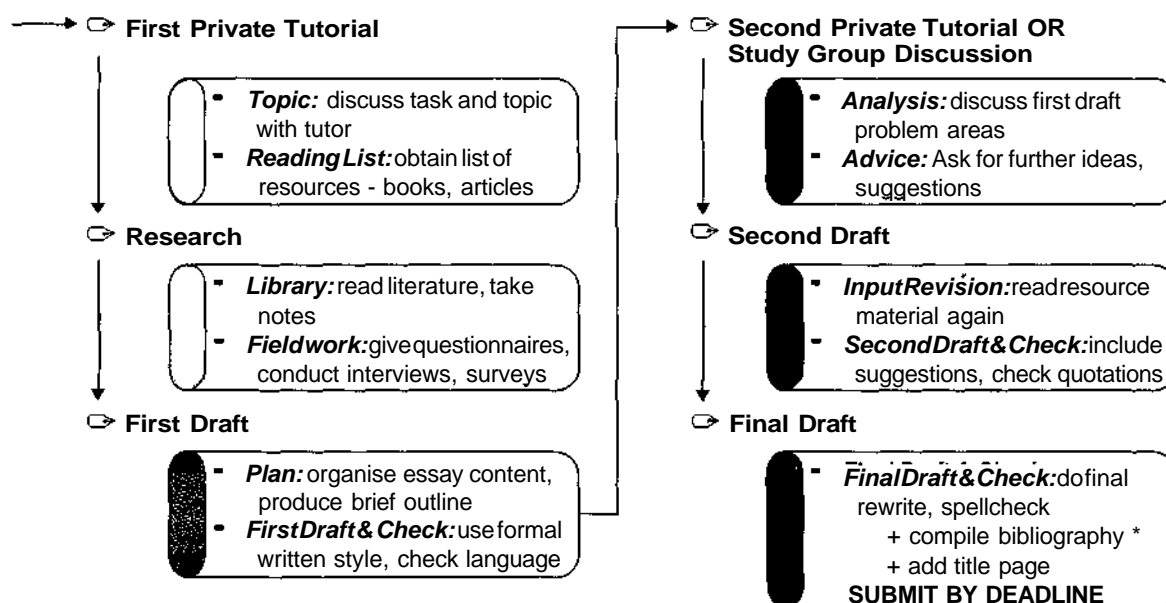 First Private Tutorial
- Topic: discuss task and topic
with tutor
- Reading List: obtain list of
resources - books, articles
Research
- Library: read literature, take
notes
- Fieldwork: give questionnaires,
conduct interviews, surveys
First Draft
- Plan: organise essay content,
produce brief outline
- First Draft & Check: use formal
written style, check language
Second Private Tutorial OR
Study Group Discussion
- Analysis: discuss first draft
problem areas
- Advice: Ask for further ideas,
suggestions
Second Draft
- Input Revision: read resource
material again
- Second Draft & Check: include
suggestions, check quotations
Final Draft
- Final Draft & Check: do final
rewrite, spellcheck
+ compile bibliography *
+ add title page
SUBMIT BY DEADLINE